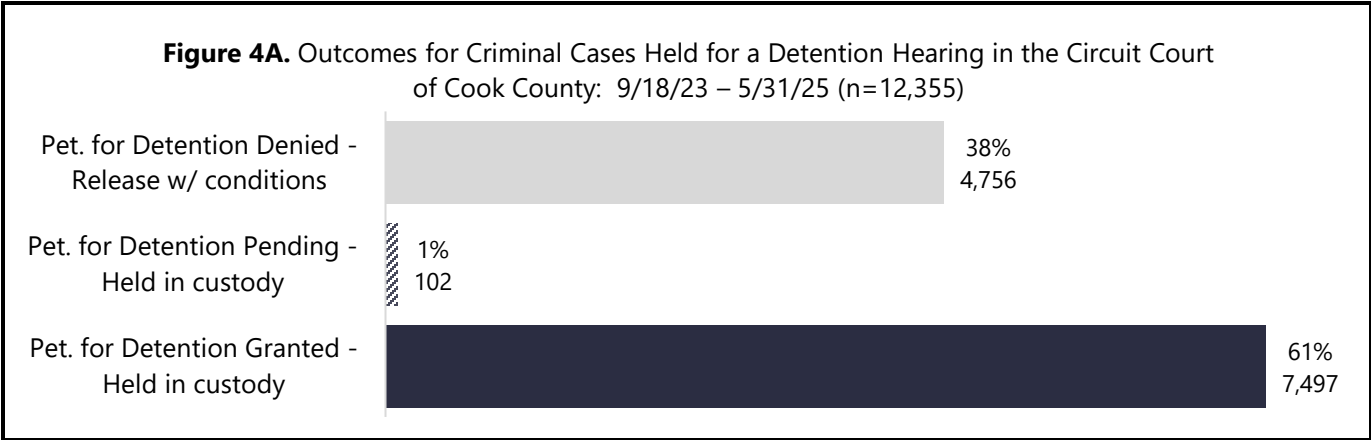 Figure 4A. Outcomes for Criminal Cases Held for a Detention Hearing in the Circuit Court
of Cook County:  9/18/23 – 5/31/25 (n=12,355)
Pet. for Detention Denied -
Release w/ conditions
38%
4,756
Pet. for Detention Pending -
Held in custody
1%
102
Pet. for Detention Granted -
Held in custody
61%
7,497